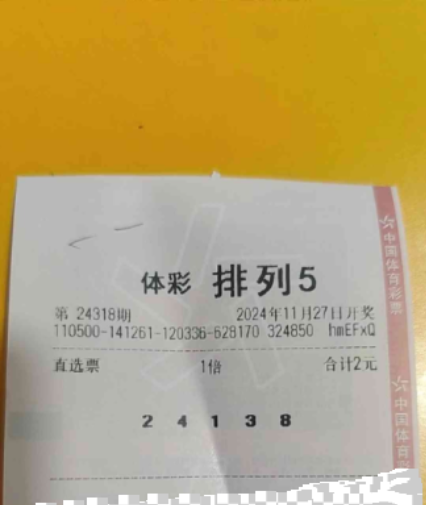 体彩 排列5
第 24318期 2024年11月27日开奖
110500-141261-120336-628170 324850 hmEFxQ
直选票 1倍 合计2元
2 4 1 3 8
中国体育彩票
中国体育彩